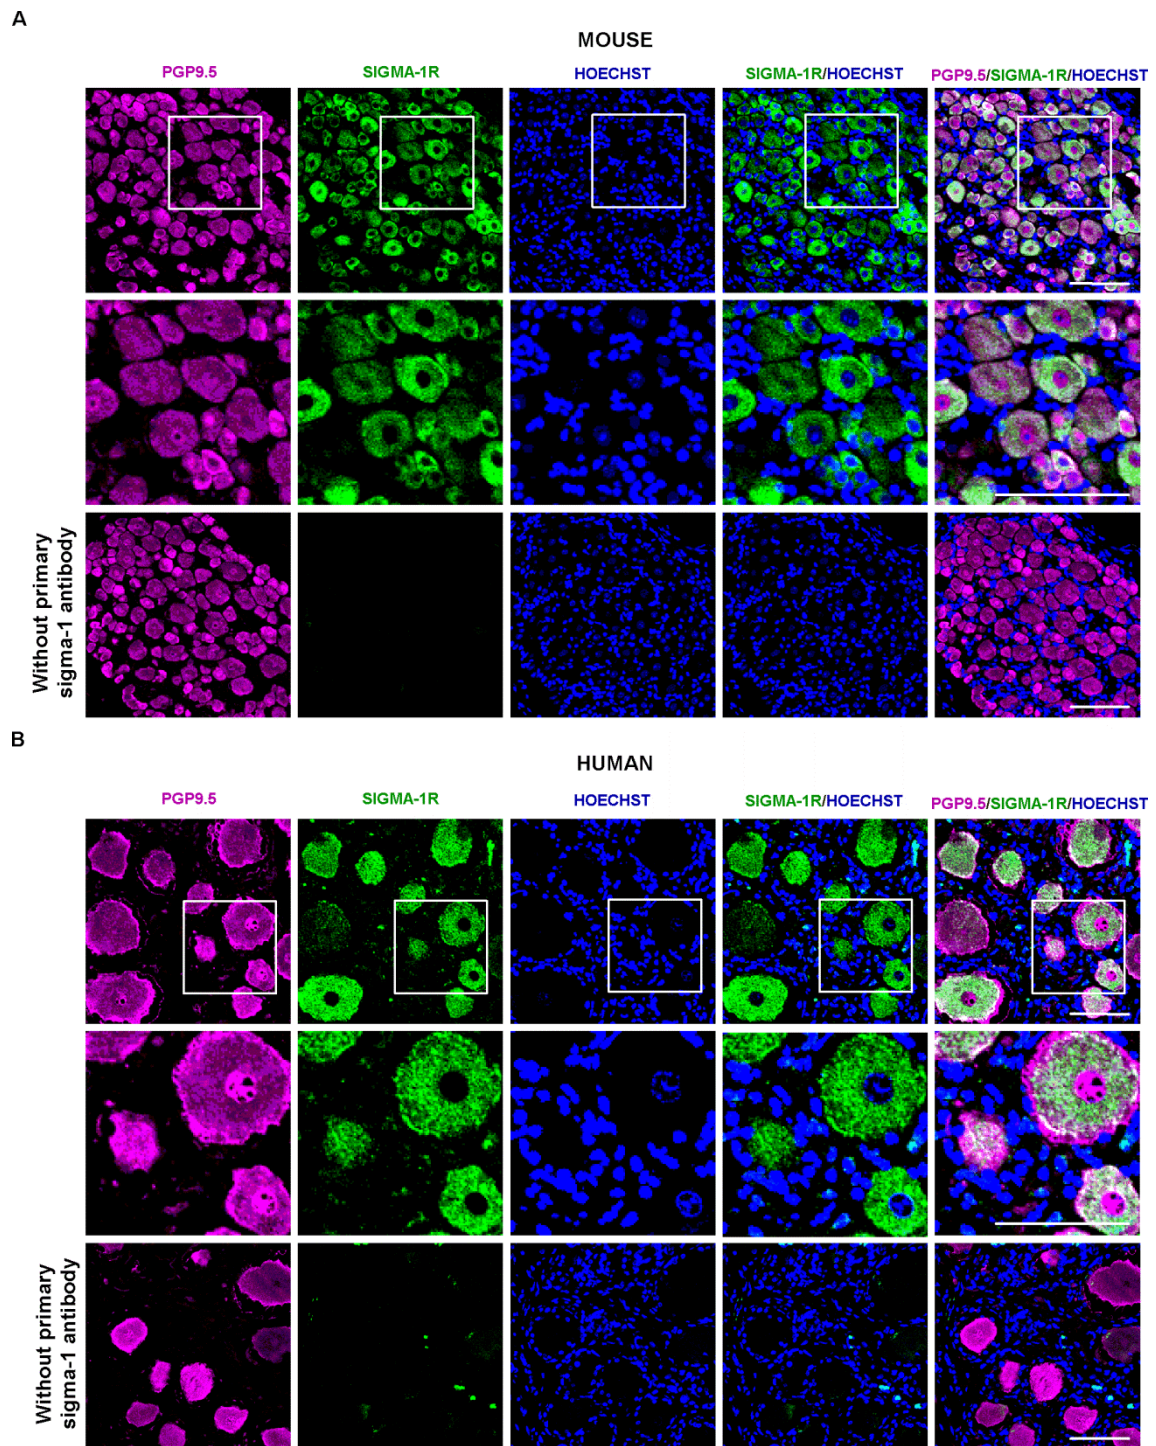 A
MOUSE
PGP9.5 SIGMA-1R HOECHST SIGMA-1R/HOECHST PGP9.5/SIGMA-1R/HOECHST
Without primary
sigma-1 antibody
B
HUMAN
PGP9.5 SIGMA-1R HOECHST SIGMA-1R/HOECHST PGP9.5/SIGMA-1R/HOECHST
Without primary
sigma-1 antibody